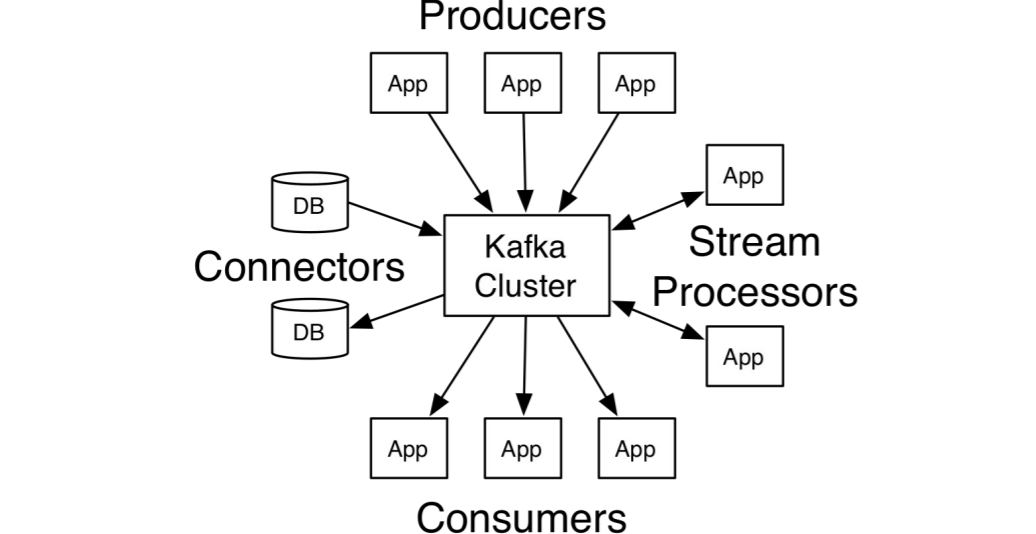 Producers
App
App
App
App
DB
Kafka
Cluster
Stream
Processors
Connectors
DB
App
App
App
App
Consumers